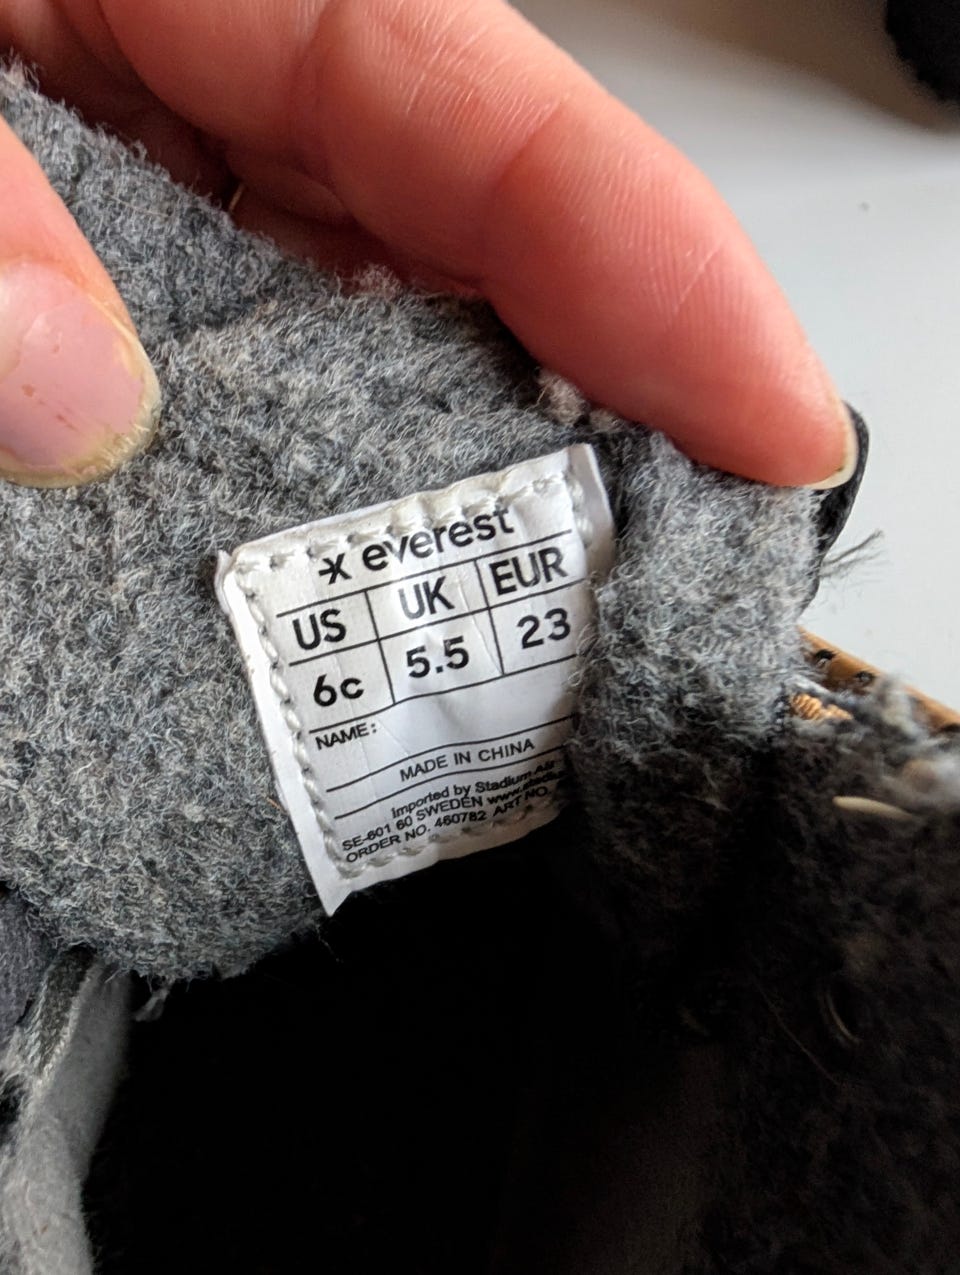 everest
US UK EUR
6c 5.5 23
NAME:
MADE IN CHINA
Imported by Stadium
SE-601 60 SWEDEN
ORDER NO. 460782 ART NO.